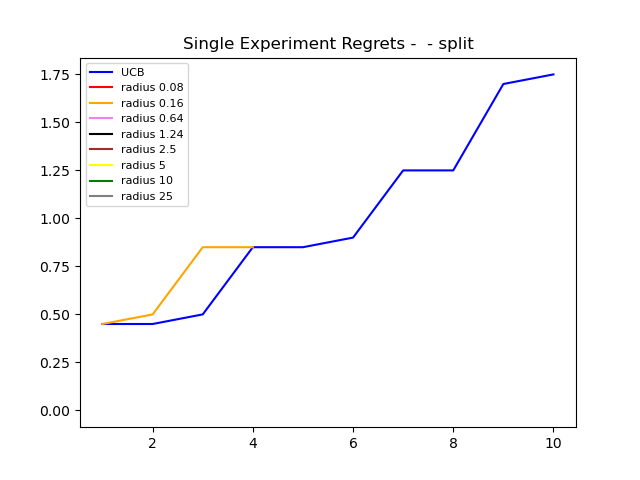 Single Experiment Regrets -  - split
1.75
1.50
1.25
1.00
0.75
0.50
0.25
0.00
UCB
radius 0.08
radius 0.16
radius 0.64
radius 1.24
radius 2.5
radius 5
radius 10
radius 25
2 4 6 8 10